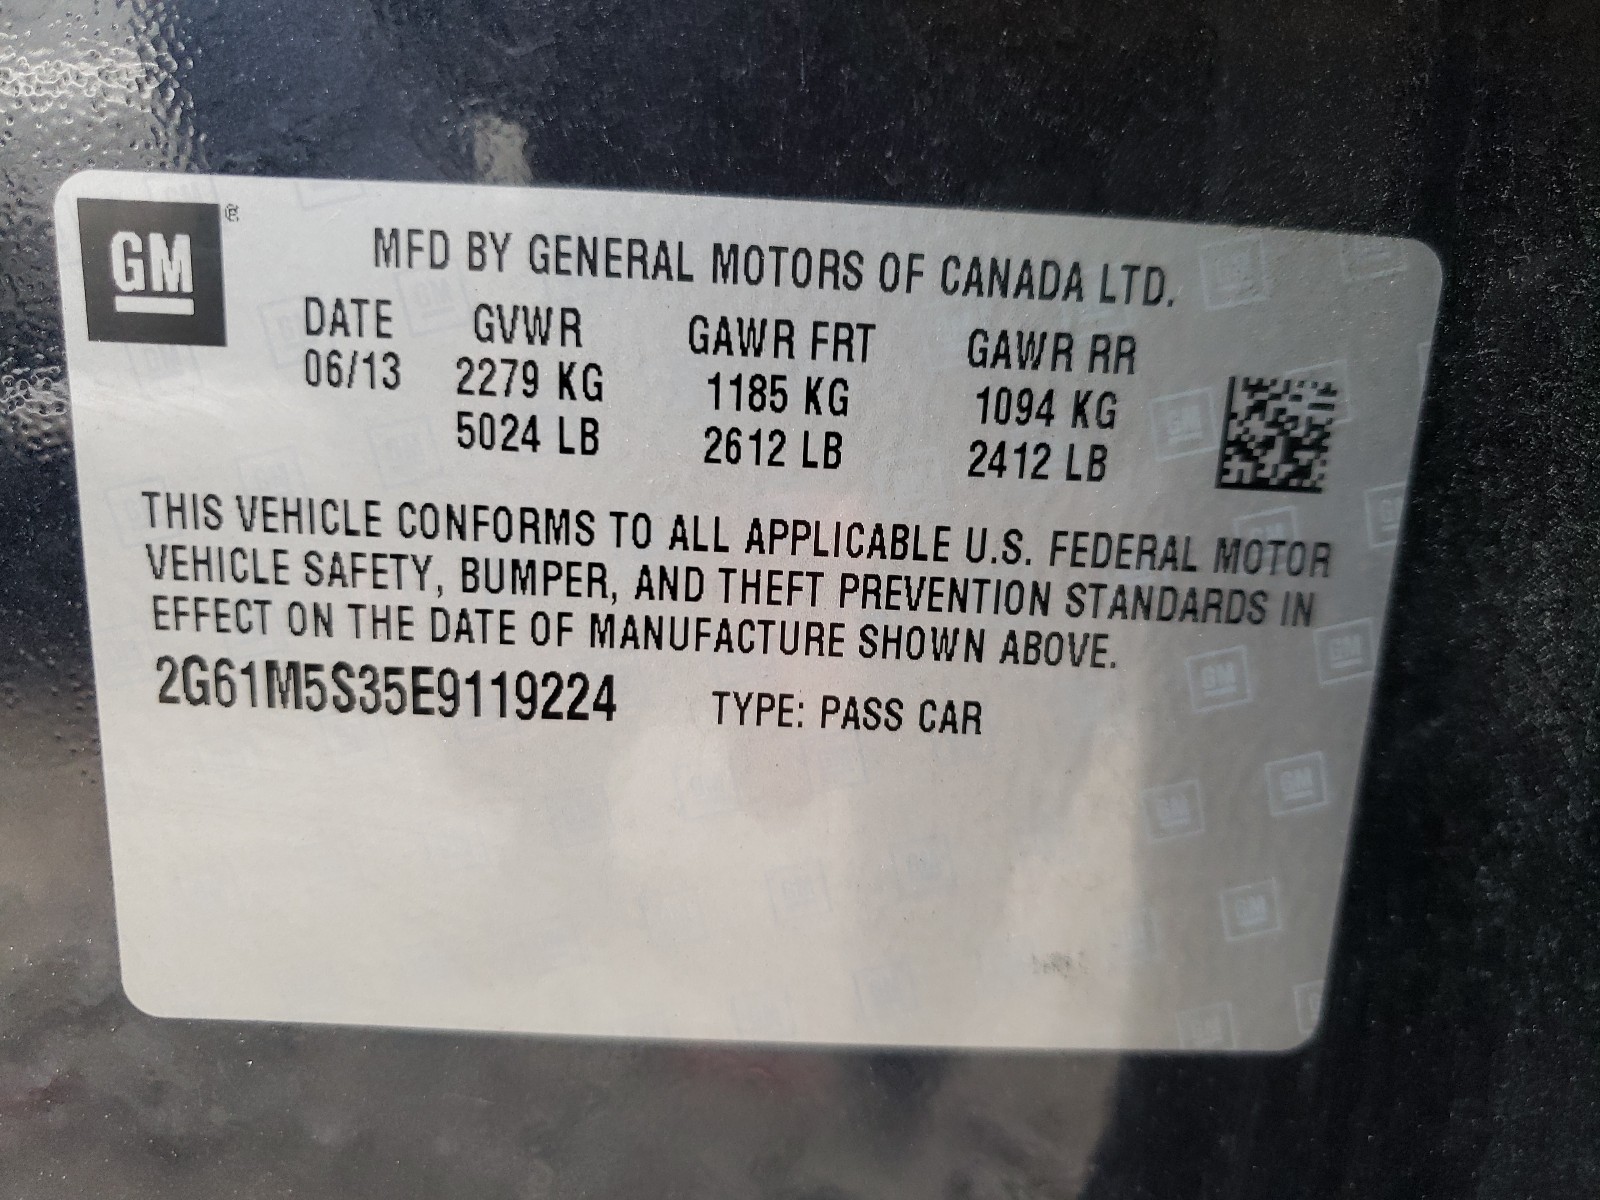 GM
MFD BY GENERAL MOTORS OF CANADA LTD.
DATE GVWR GAWR FRT GAWR RR
06/13 2279 KG 1185 KG 1094 KG
5024 LB 2612 LB 2412 LB
THIS VEHICLE CONFORMS TO ALL APPLICABLE U.S. FEDERAL MOTOR
VEHICLE SAFETY, BUMPER, AND THEFT PREVENTION STANDARDS IN
EFFECT ON THE DATE OF MANUFACTURE SHOWN ABOVE.
2G61M5S35E9119224 TYPE: PASS CAR